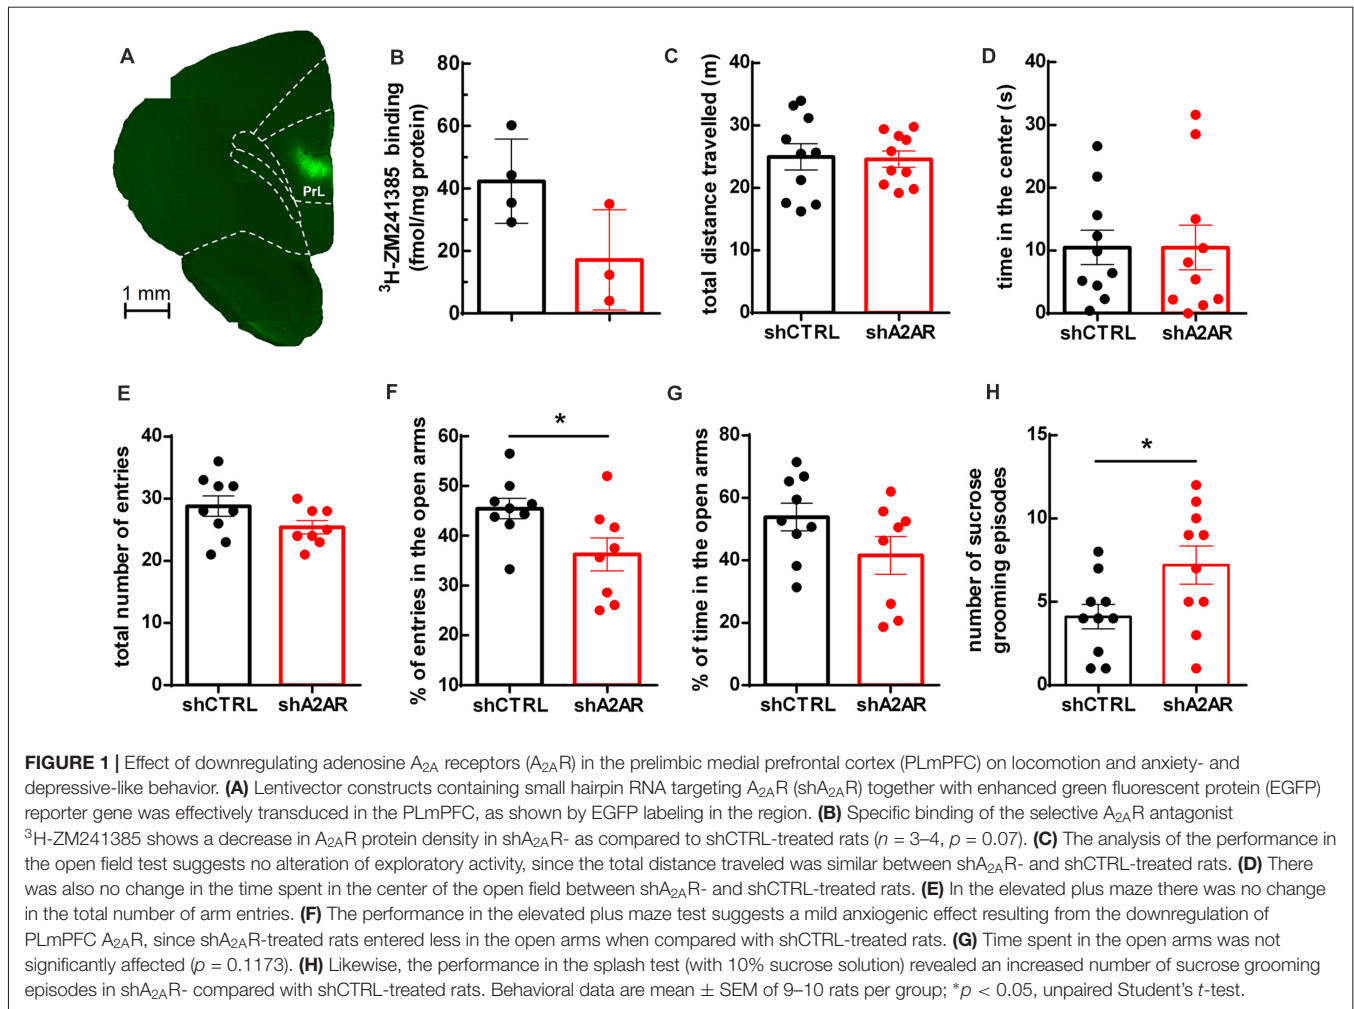 A
PrL
1 mm
B
³H-ZM241385 binding
(fmol/mg protein)
80
60
40
20
0
C
total distance travelled (m)
40
30
20
10
0
shCTRL
shA2AR
D
time in the center (s)
40
30
20
10
0
shCTRL
shA2AR
E
total number of entries
40
30
20
10
0
shCTRL
shA2AR
F
% of entries in the open arms
60
50
40
30
20
10
*
shCTRL
shA2AR
G
% of time in the open arms
80
60
40
20
0
shCTRL
shA2AR
H
number of sucrose
grooming episodes
15
10
5
0
*
shCTRL
shA2AR
FIGURE 1 | Effect of downregulating adenosine A₂A receptors (A₂AR) in the prelimbic medial prefrontal cortex (PLmPFC) on locomotion and anxiety- and
depressive-like behavior. (A) Lentivector constructs containing small hairpin RNA targeting A₂AR (shA₂AR) together with enhanced green fluorescent protein (EGFP)
reporter gene was effectively transduced in the PLmPFC, as shown by EGFP labeling in the region. (B) Specific binding of the selective A₂AR antagonist
³H-ZM241385 shows a decrease in A₂AR protein density in shA₂AR- as compared to shCTRL-treated rats (n = 3–4, p = 0.07). (C) The analysis of the performance in
the open field test suggests no alteration of exploratory activity, since the total distance traveled was similar between shA₂AR- and shCTRL-treated rats. (D) There
was also no change in the time spent in the center of the open field between shA₂AR- and shCTRL-treated rats. (E) In the elevated plus maze there was no change
in the total number of arm entries. (F) The performance in the elevated plus maze test suggests a mild anxiogenic effect resulting from the downregulation of
PLmPFC A₂AR, since shA₂AR-treated rats entered less in the open arms when compared with shCTRL-treated rats. (G) Time spent in the open arms was not
significantly affected (p = 0.1173). (H) Likewise, the performance in the splash test (with 10% sucrose solution) revealed an increased number of sucrose grooming
episodes in shA₂AR- compared with shCTRL-treated rats. Behavioral data are mean ± SEM of 9–10 rats per group; *p < 0.05, unpaired Student's t-test.